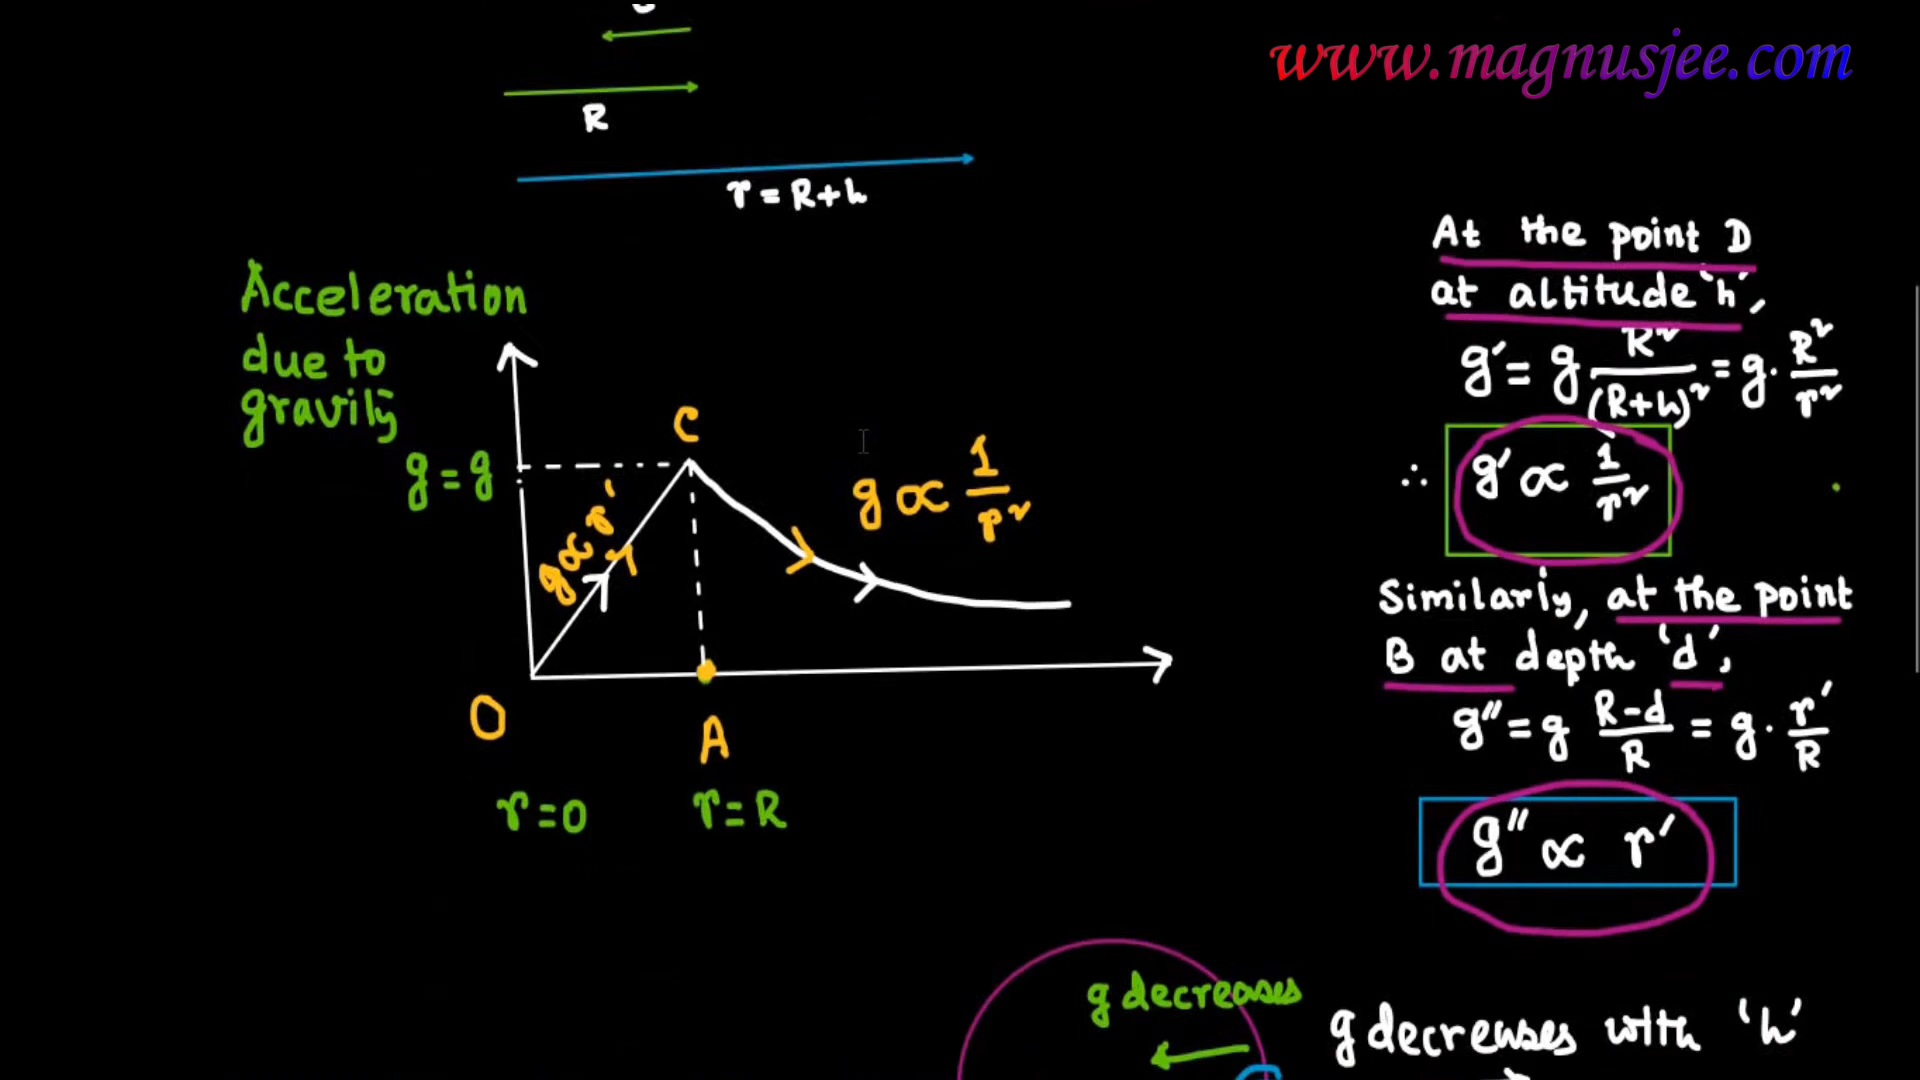 www.magnusjee.com
R
r = R+h
Acceleration
due to
gravity
g = g
C
g ∝ r'
g ∝ 1/r²
O
A
r = 0
r = R
At the point D
at altitude 'h',
g' = g R²/(R+h)² = g · R²/r²
∴ g' ∝ 1/r²
Similarly, at the point
B at depth 'd',
g'' = g R-d/R = g · r'/R
g'' ∝ r'
g decreases
g decreases with 'h'